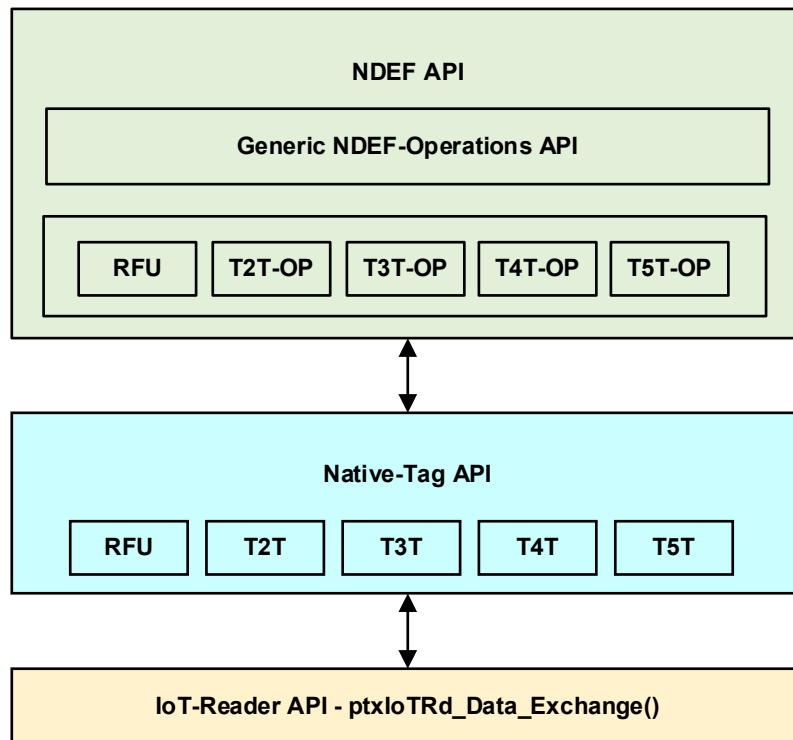 NDEF API
Generic NDEF-Operations API
RFU T2T-OP T3T-OP T4T-OP T5T-OP
Native-Tag API
RFU T2T T3T T4T T5T
IoT-Reader API - ptxIoTRd_Data_Exchange()